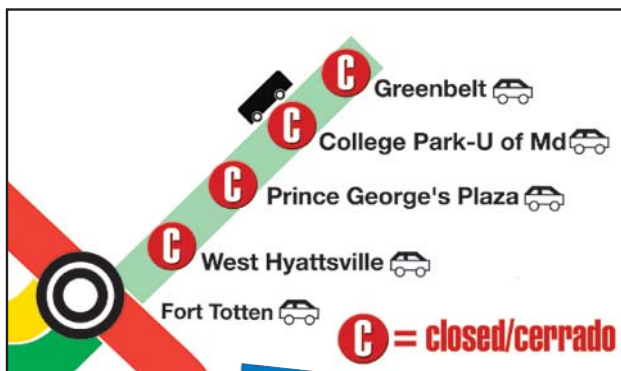 C Greenbelt
C College Park-U of Md
C Prince George's Plaza
C West Hyattsville
Fort Totten
C = closed/cerrado